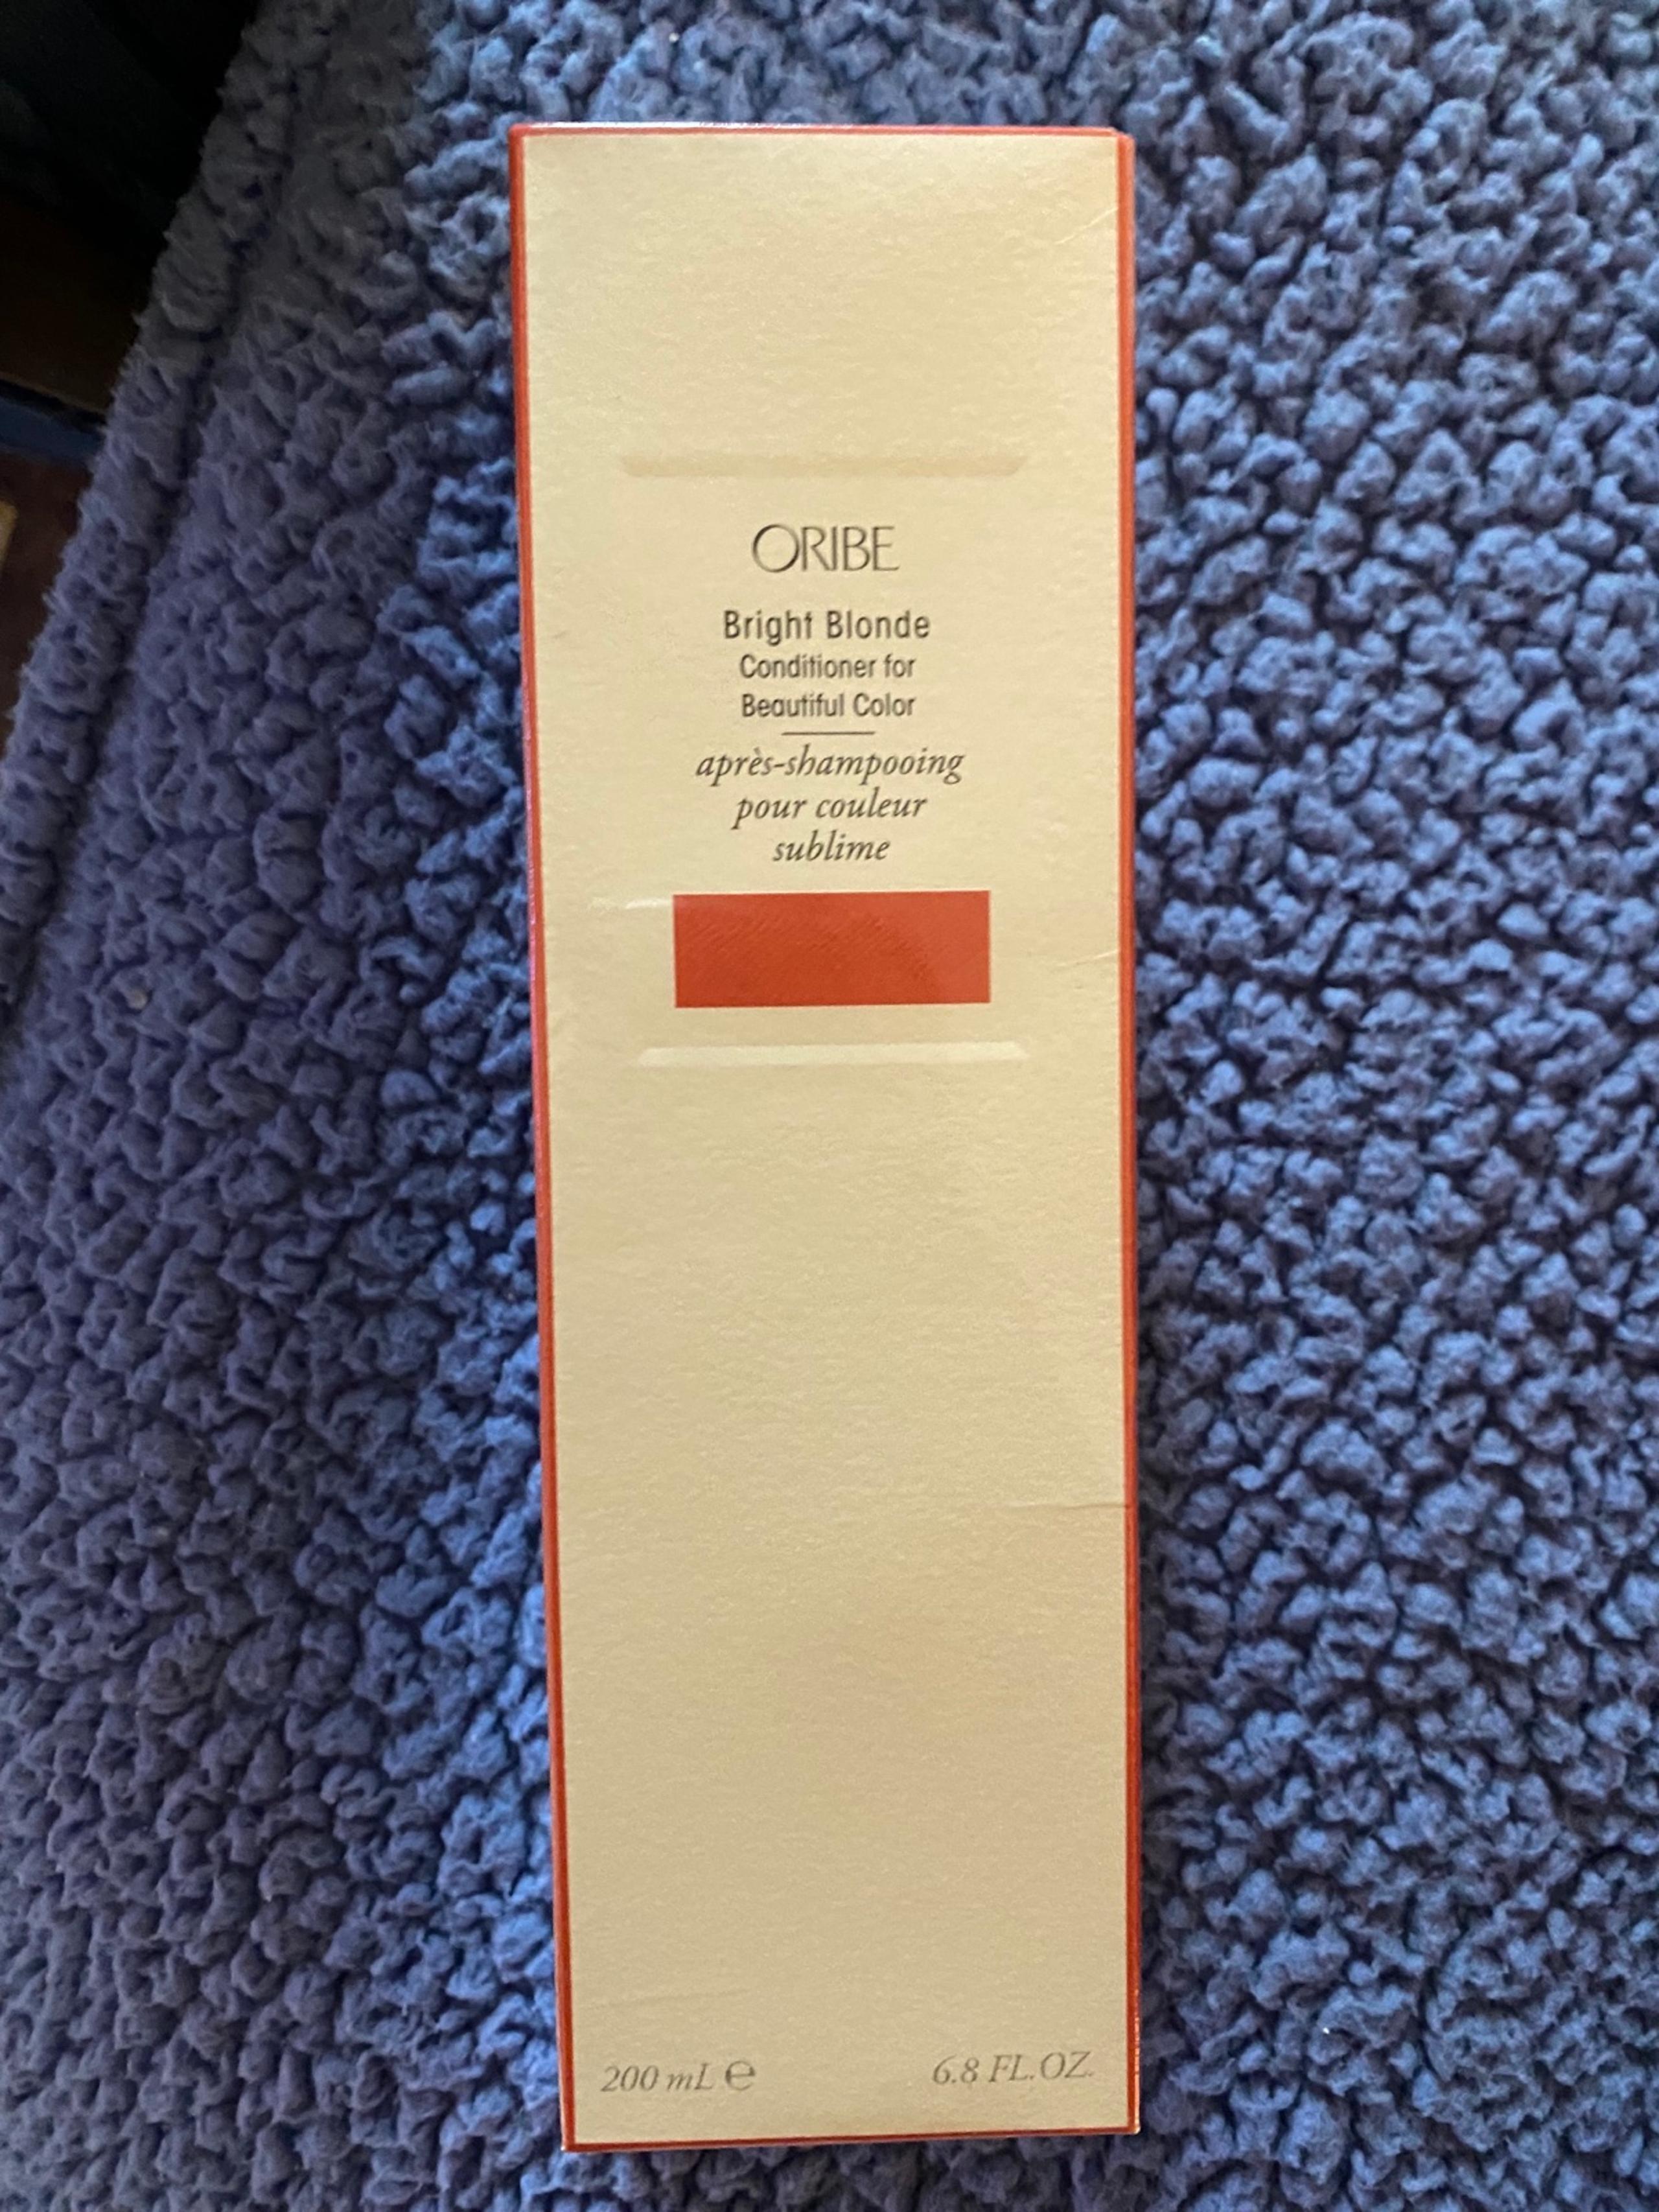 ORIBE
Bright Blonde
Conditioner for
Beautiful Color
après-shampooing
pour couleur
sublime
200 mL ℮ 6.8 FL.OZ.